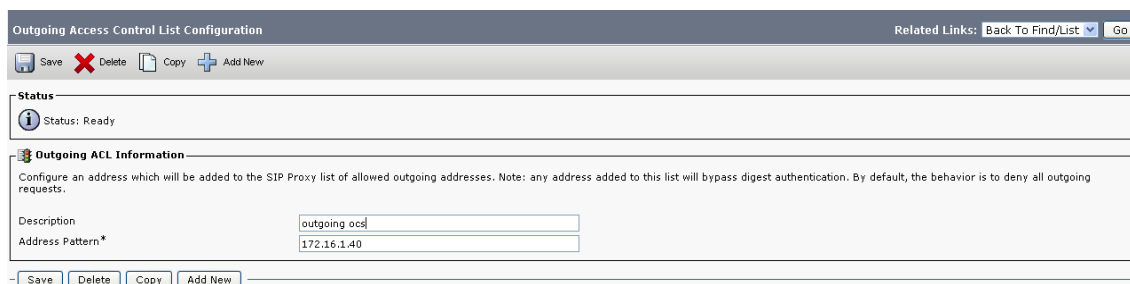 Outgoing Access Control List Configuration
Related Links: Back To Find/List Go
Save Delete Copy Add New
Status
Status: Ready
Outgoing ACL Information
Configure an address which will be added to the SIP Proxy list of allowed outgoing addresses. Note: any address added to this list will bypass digest authentication. By default, the behavior is to deny all outgoing
requests.
Description outgoing ocs
Address Pattern* 172.16.1.40
Save Delete Copy Add New